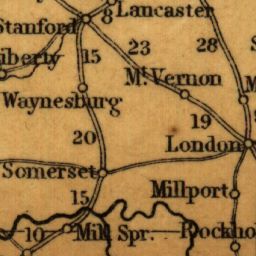 Lancaster
8
Stanford
15
23
28
Liberty
Mt. Vernon
Waynesburg
19
20
London
Somerset
Millport
15
10
Mill Spr.
Rockho